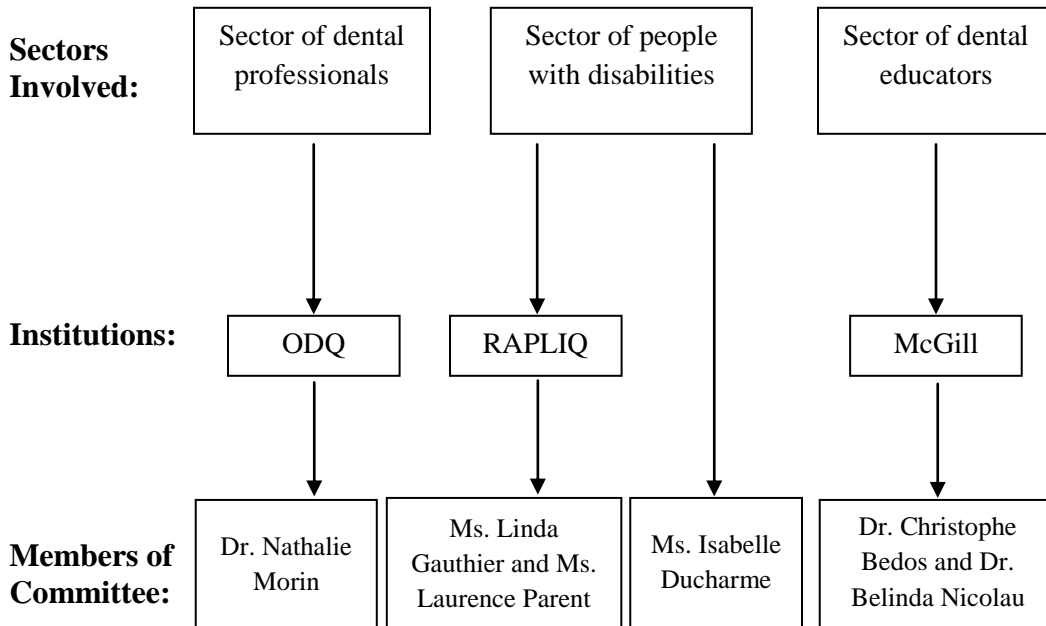 Sectors
Involved:
Sector of dental
professionals
Sector of people
with disabilities
Sector of dental
educators
Institutions:
ODQ
RAPLIQ
McGill
Members of
Committee:
Dr. Nathalie
Morin
Ms. Linda
Gauthier and Ms.
Laurence Parent
Ms. Isabelle
Ducharme
Dr. Christophe
Bedos and Dr.
Belinda Nicolau